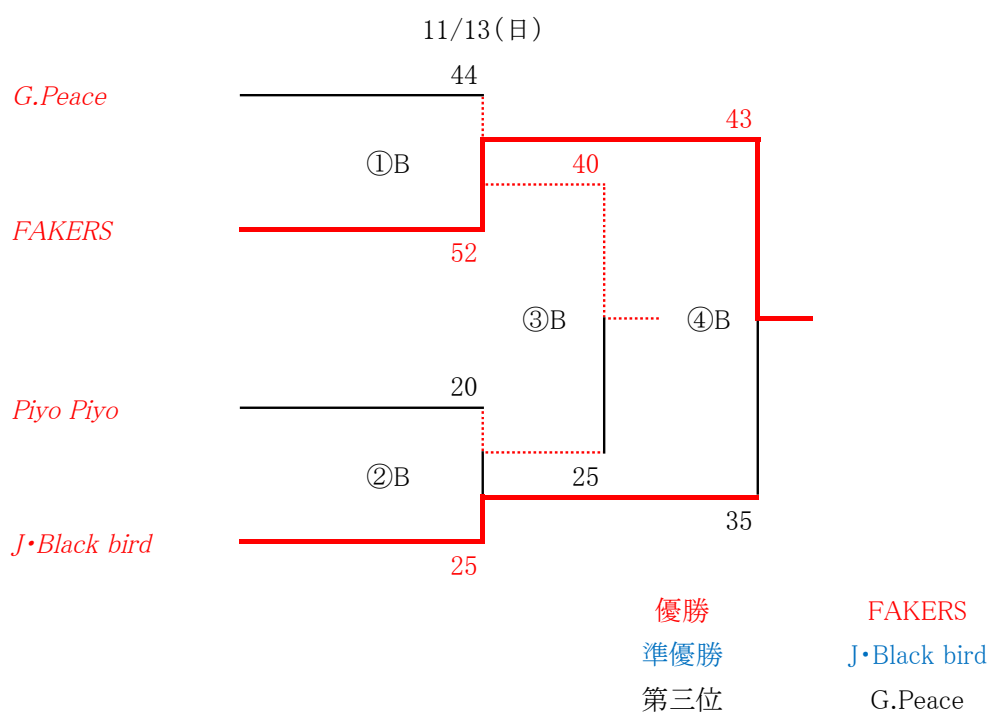 11/13(日)
44
G.Peace
43
①B
40
FAKERS
52
③B
④B
20
Piyo Piyo
②B
25
35
J・Black bird
25
優勝 FAKERS
準優勝 J・Black bird
第三位 G.Peace